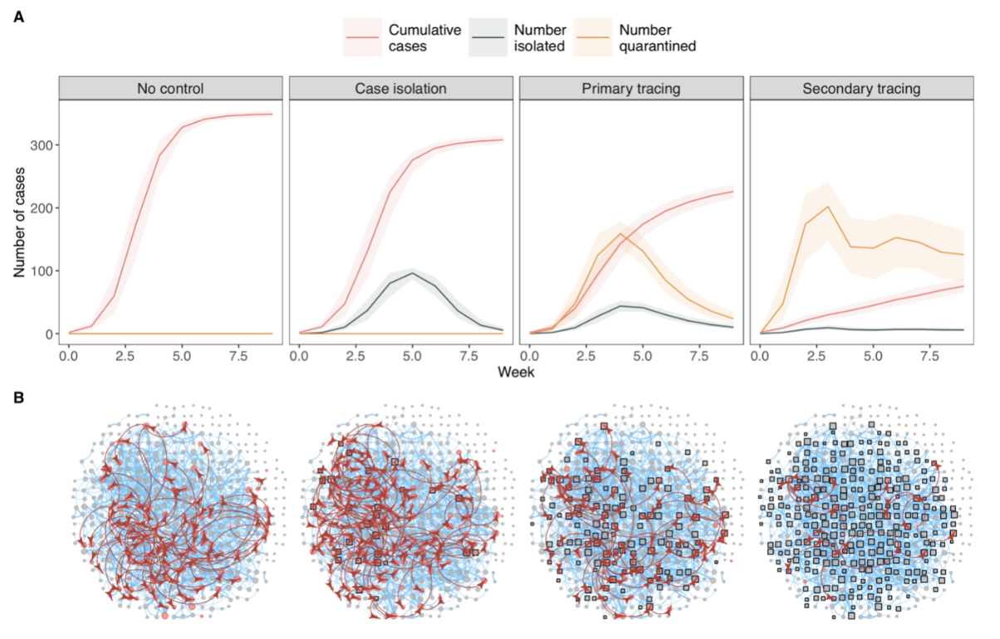 A
Cumulative cases
Number isolated
Number quarantined
No control
Case isolation
Primary tracing
Secondary tracing
Number of cases
300
200
100
0
0.0 2.5 5.0 7.5
0.0 2.5 5.0 7.5
0.0 2.5 5.0 7.5
0.0 2.5 5.0 7.5
Week
B